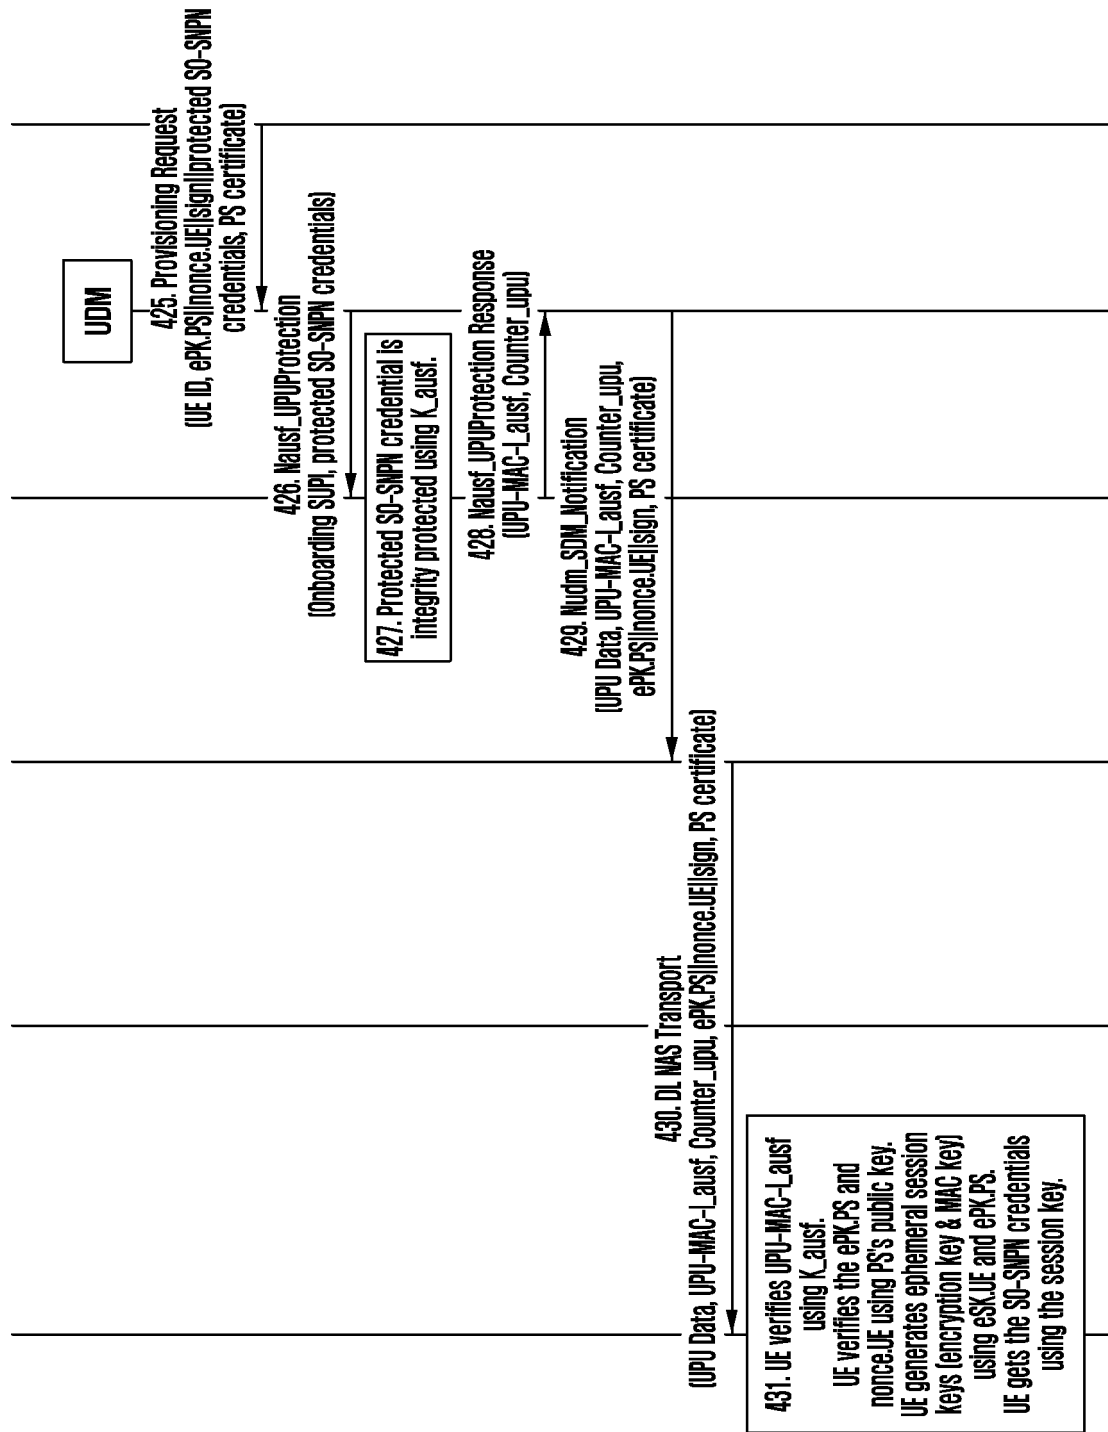 UDM
425. Provisioning Request
(UE ID, ePK.PS||nonce.UE||sign||protected SO-SNPN
credentials, PS certificate)
426. Nausf_UPUProtection
(Onboarding SUPI, protected SO-SNPN credentials)
427. Protected SO-SNPN credential is
integrity protected using K_ausf.
428. Nausf_UPUProtection Response
(UPU-MAC-I_ausf, Counter_upu)
429. Nudm_SDM_Notification
(UPU Data, UPU-MAC-I_ausf, Counter_upu,
ePK.PS||nonce.UE||sign, PS certificate)
430. DL NAS Transport
(UPU Data, UPU-MAC-I_ausf, Counter_upu, ePK.PS||nonce.UE||sign, PS certificate)
431. UE verifies UPU-MAC-I_ausf
using K_ausf.
UE verifies the ePK.PS and
nonce.UE using PS's public key.
UE generates ephemeral session
keys (encryption key & MAC key)
using eSK.UE and ePK.PS.
UE gets the SO-SNPN credentials
using the session key.